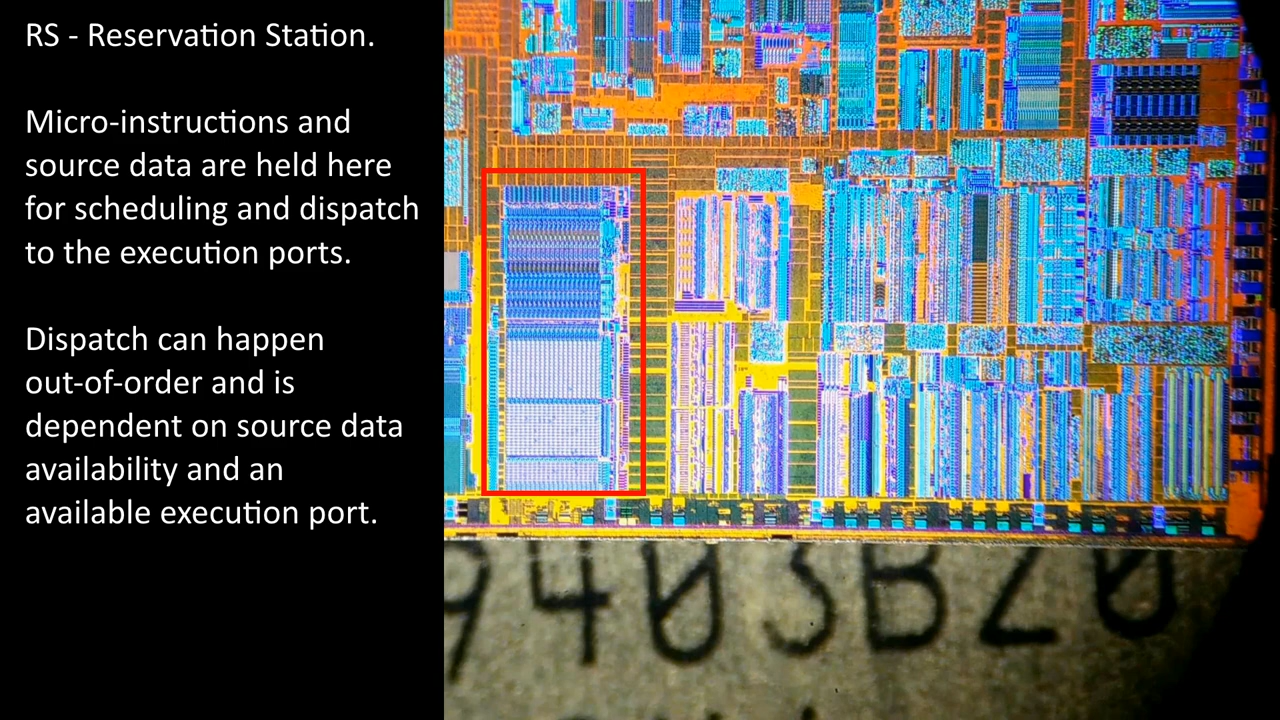 RS - Reservation Station.
Micro-instructions and
source data are held here
for scheduling and dispatch
to the execution ports.
Dispatch can happen
out-of-order and is
dependent on source data
availability and an
available execution port.
9403BZ0